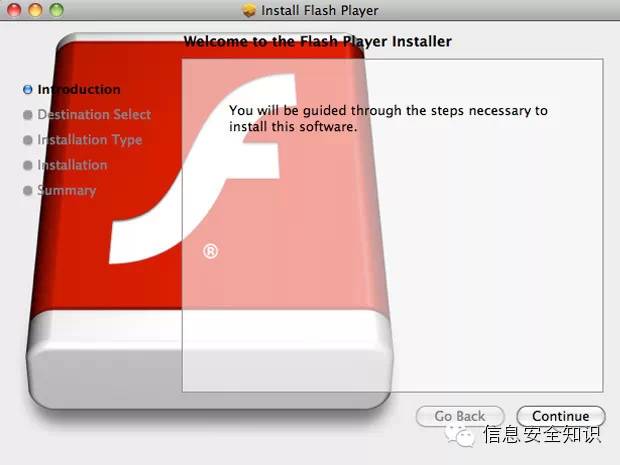 Install Flash Player
Welcome to the Flash Player Installer
Introduction
Destination Select
Installation Type
Installation
Summary
You will be guided through the steps necessary to
install this software.
®
Go Back
Continue
信息安全知识